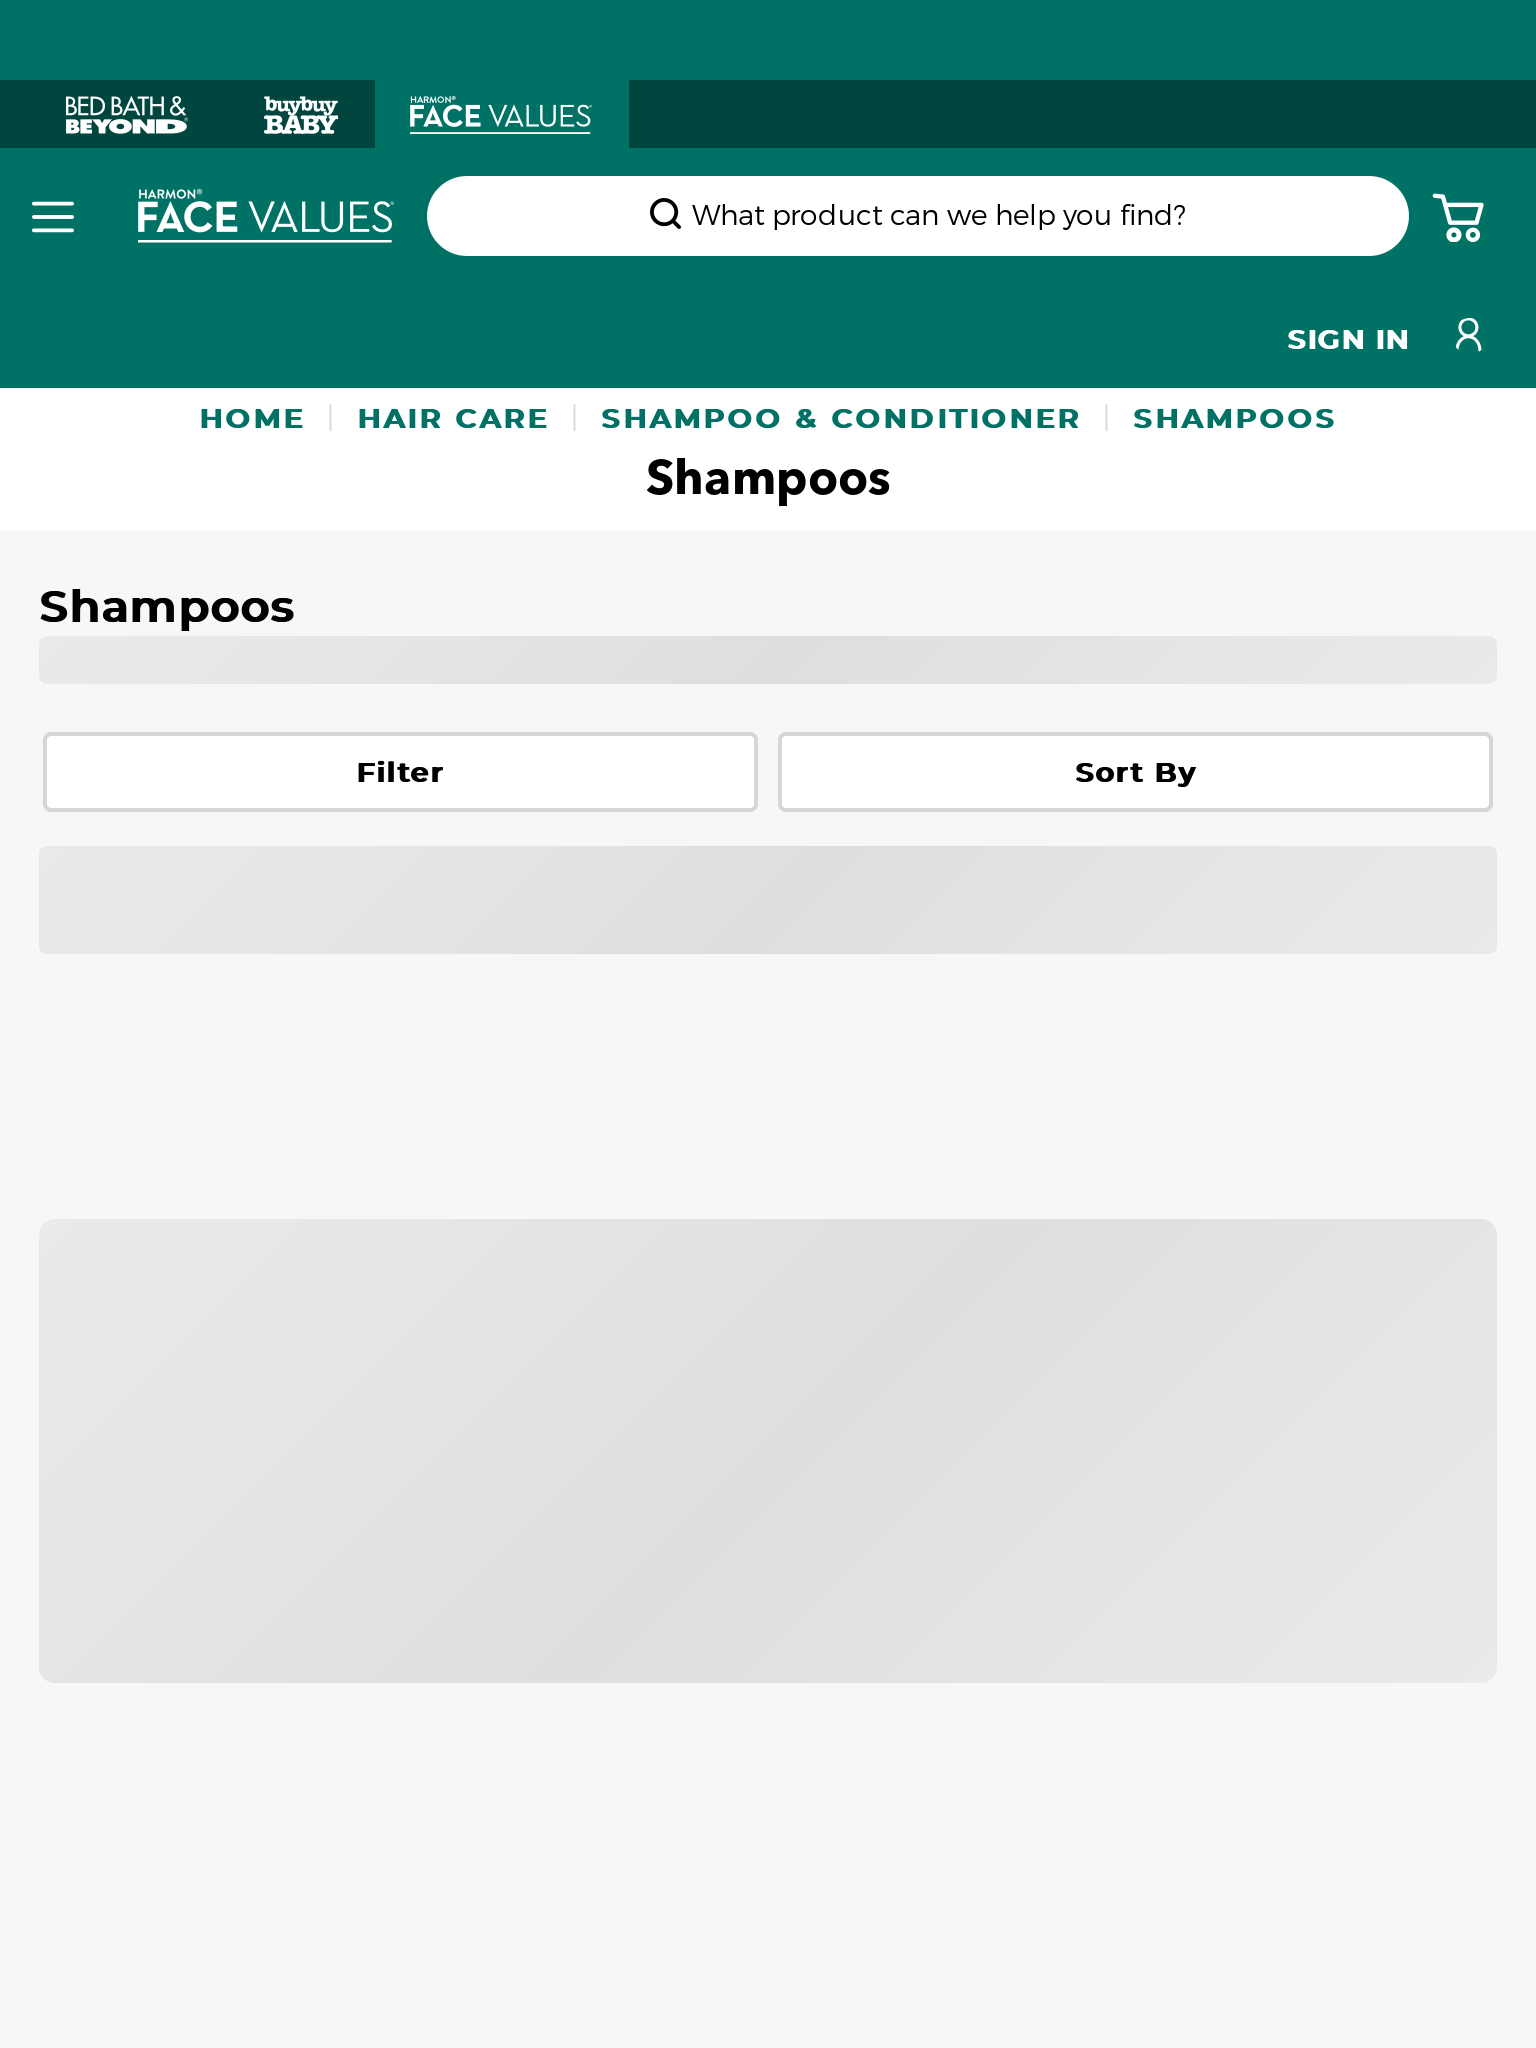 BED BATH &
BEYOND®
buybuy
BABY
HARMON®
FACE VALUES®
HARMON®
FACE VALUES®
What product can we help you find?
SIGN IN
HOME | HAIR CARE | SHAMPOO & CONDITIONER | SHAMPOOS
Shampoos
Shampoos
Filter
Sort By